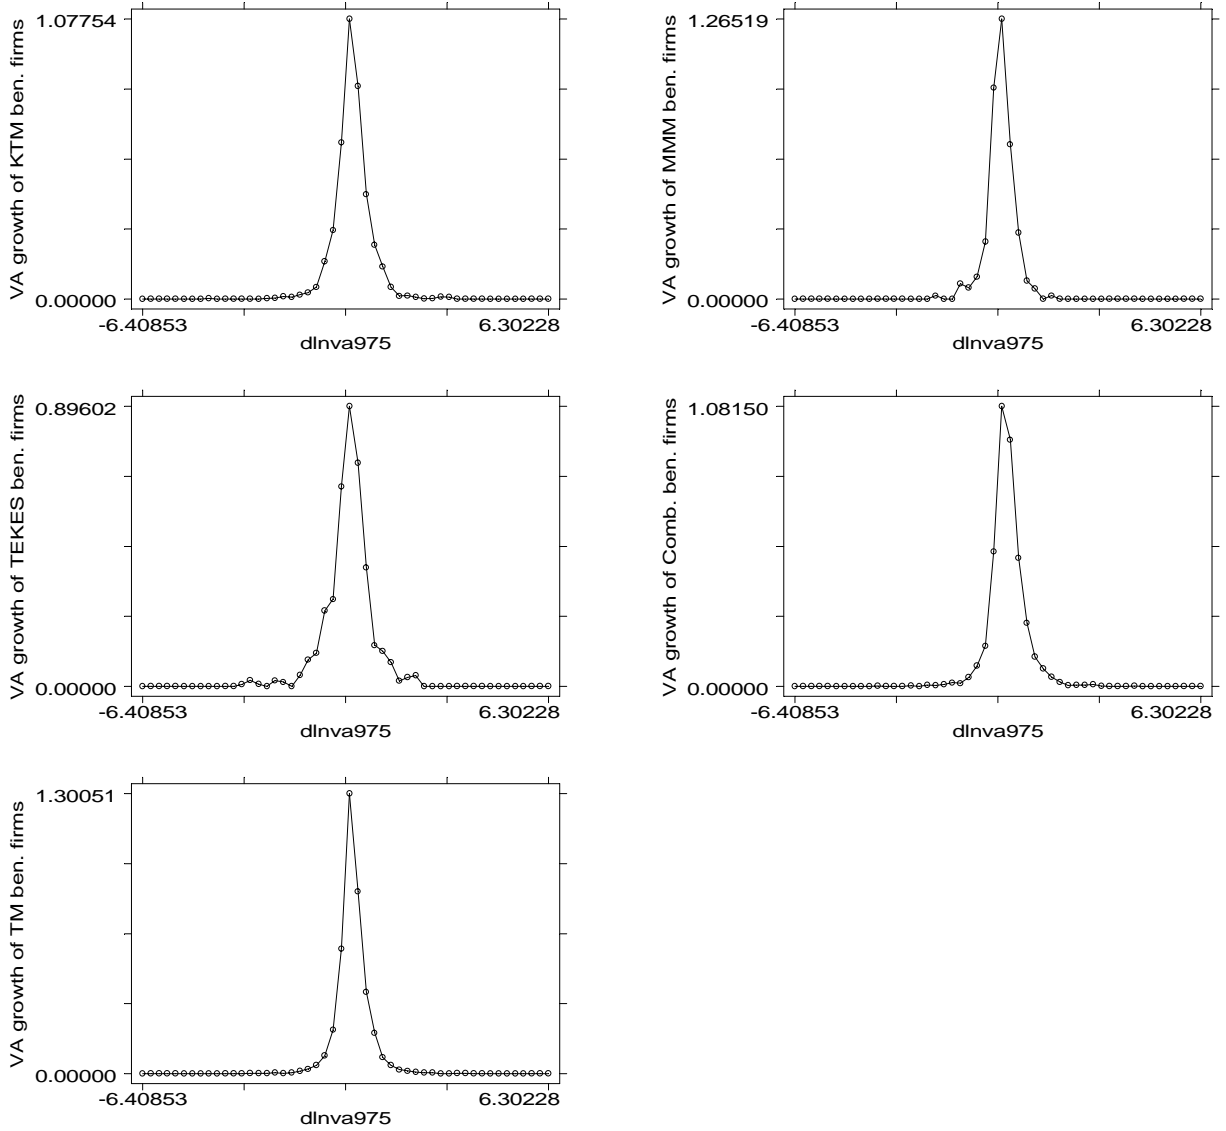 VA growth of KTM ben. firms
1.07754
0.00000
-6.40853
6.30228
dlnva975
VA growth of MMM ben. firms
1.26519
0.00000
-6.40853
6.30228
dlnva975
VA growth of TEKES ben. firms
0.89602
0.00000
-6.40853
6.30228
dlnva975
VA growth of Comb. ben. firms
1.08150
0.00000
-6.40853
6.30228
dlnva975
VA growth of TM ben. firms
1.30051
0.00000
-6.40853
6.30228
dlnva975